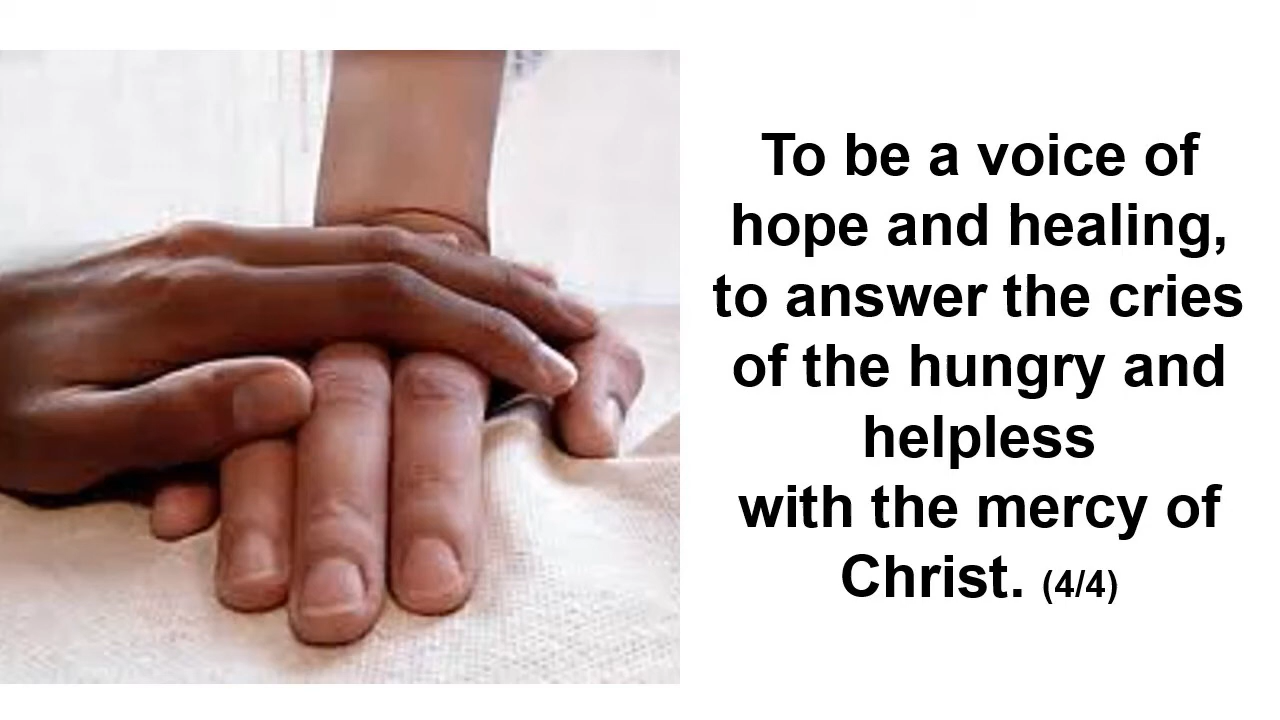 To be a voice of
hope and healing,
to answer the cries
of the hungry and
helpless
with the mercy of
Christ. (4/4)